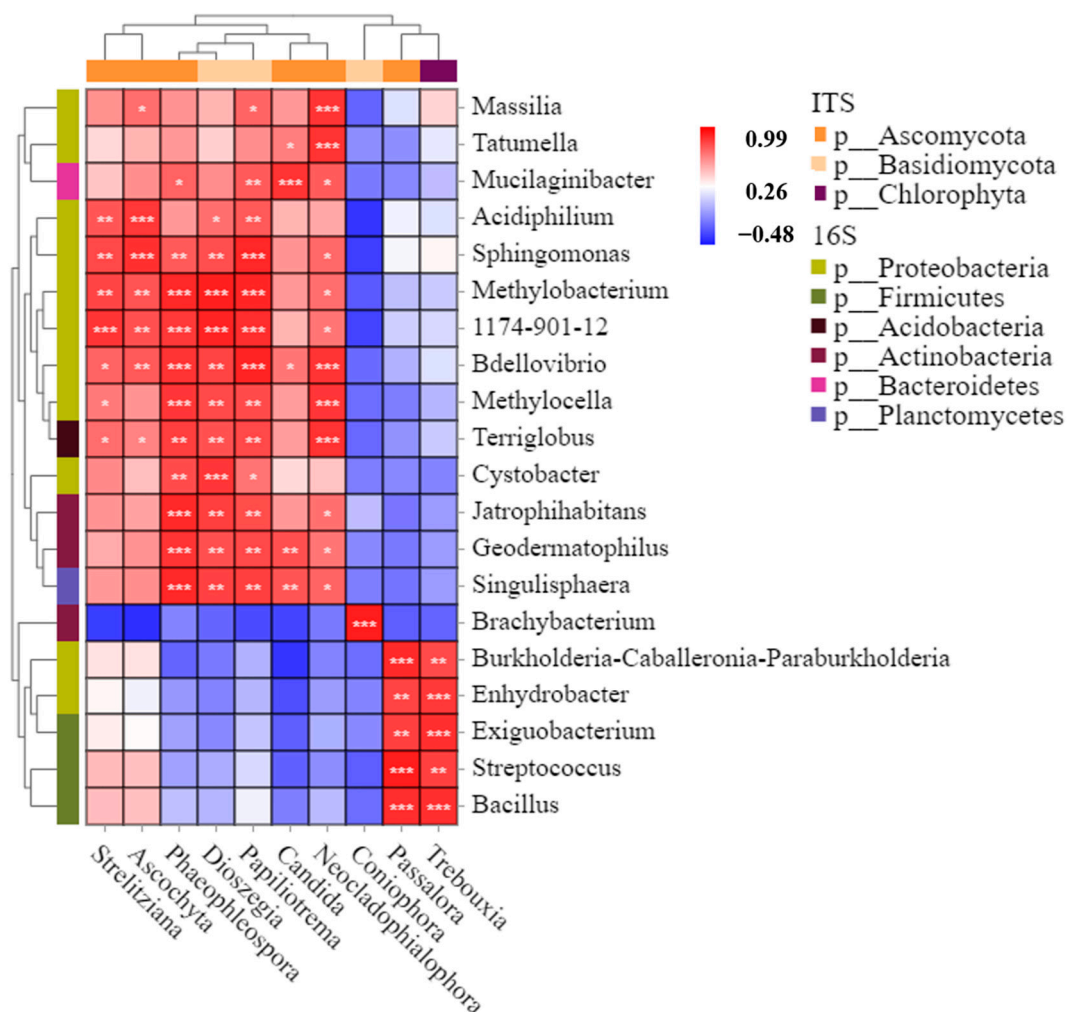 * * ***
* ***
* ** *** *
** *** * **
** *** ** ** *** *
** ** *** *** *** *
*** ** *** *** *** *
* ** *** ** *** * ***
* *** ** ** ***
* * ** ** ** ***
** *** *
*** ** ** *
*** ** ** ** *
*** ** ** ** *
***
*** **
** ***
** ***
*** **
*** ***
Massilia
Tatumella
Mucilaginibacter
Acidiphilium
Sphingomonas
Methylobacterium
1174-901-12
Bdellovibrio
Methylocella
Terriglobus
Cystobacter
Jatrophihabitans
Geodermatophilus
Singulisphaera
Brachybacterium
Burkholderia-Caballeronia-Paraburkholderia
Enhydrobacter
Exiguobacterium
Streptococcus
Bacillus
Strelitziana
Ascochyta
Phaeophleospora
Dioszegia
Papiliotrema
Candida
Neocladophialophora
Coniophora
Passalora
Trebouxia
0.99
0.26
−0.48
ITS
p__Ascomycota
p__Basidiomycota
p__Chlorophyta
16S
p__Proteobacteria
p__Firmicutes
p__Acidobacteria
p__Actinobacteria
p__Bacteroidetes
p__Planctomycetes